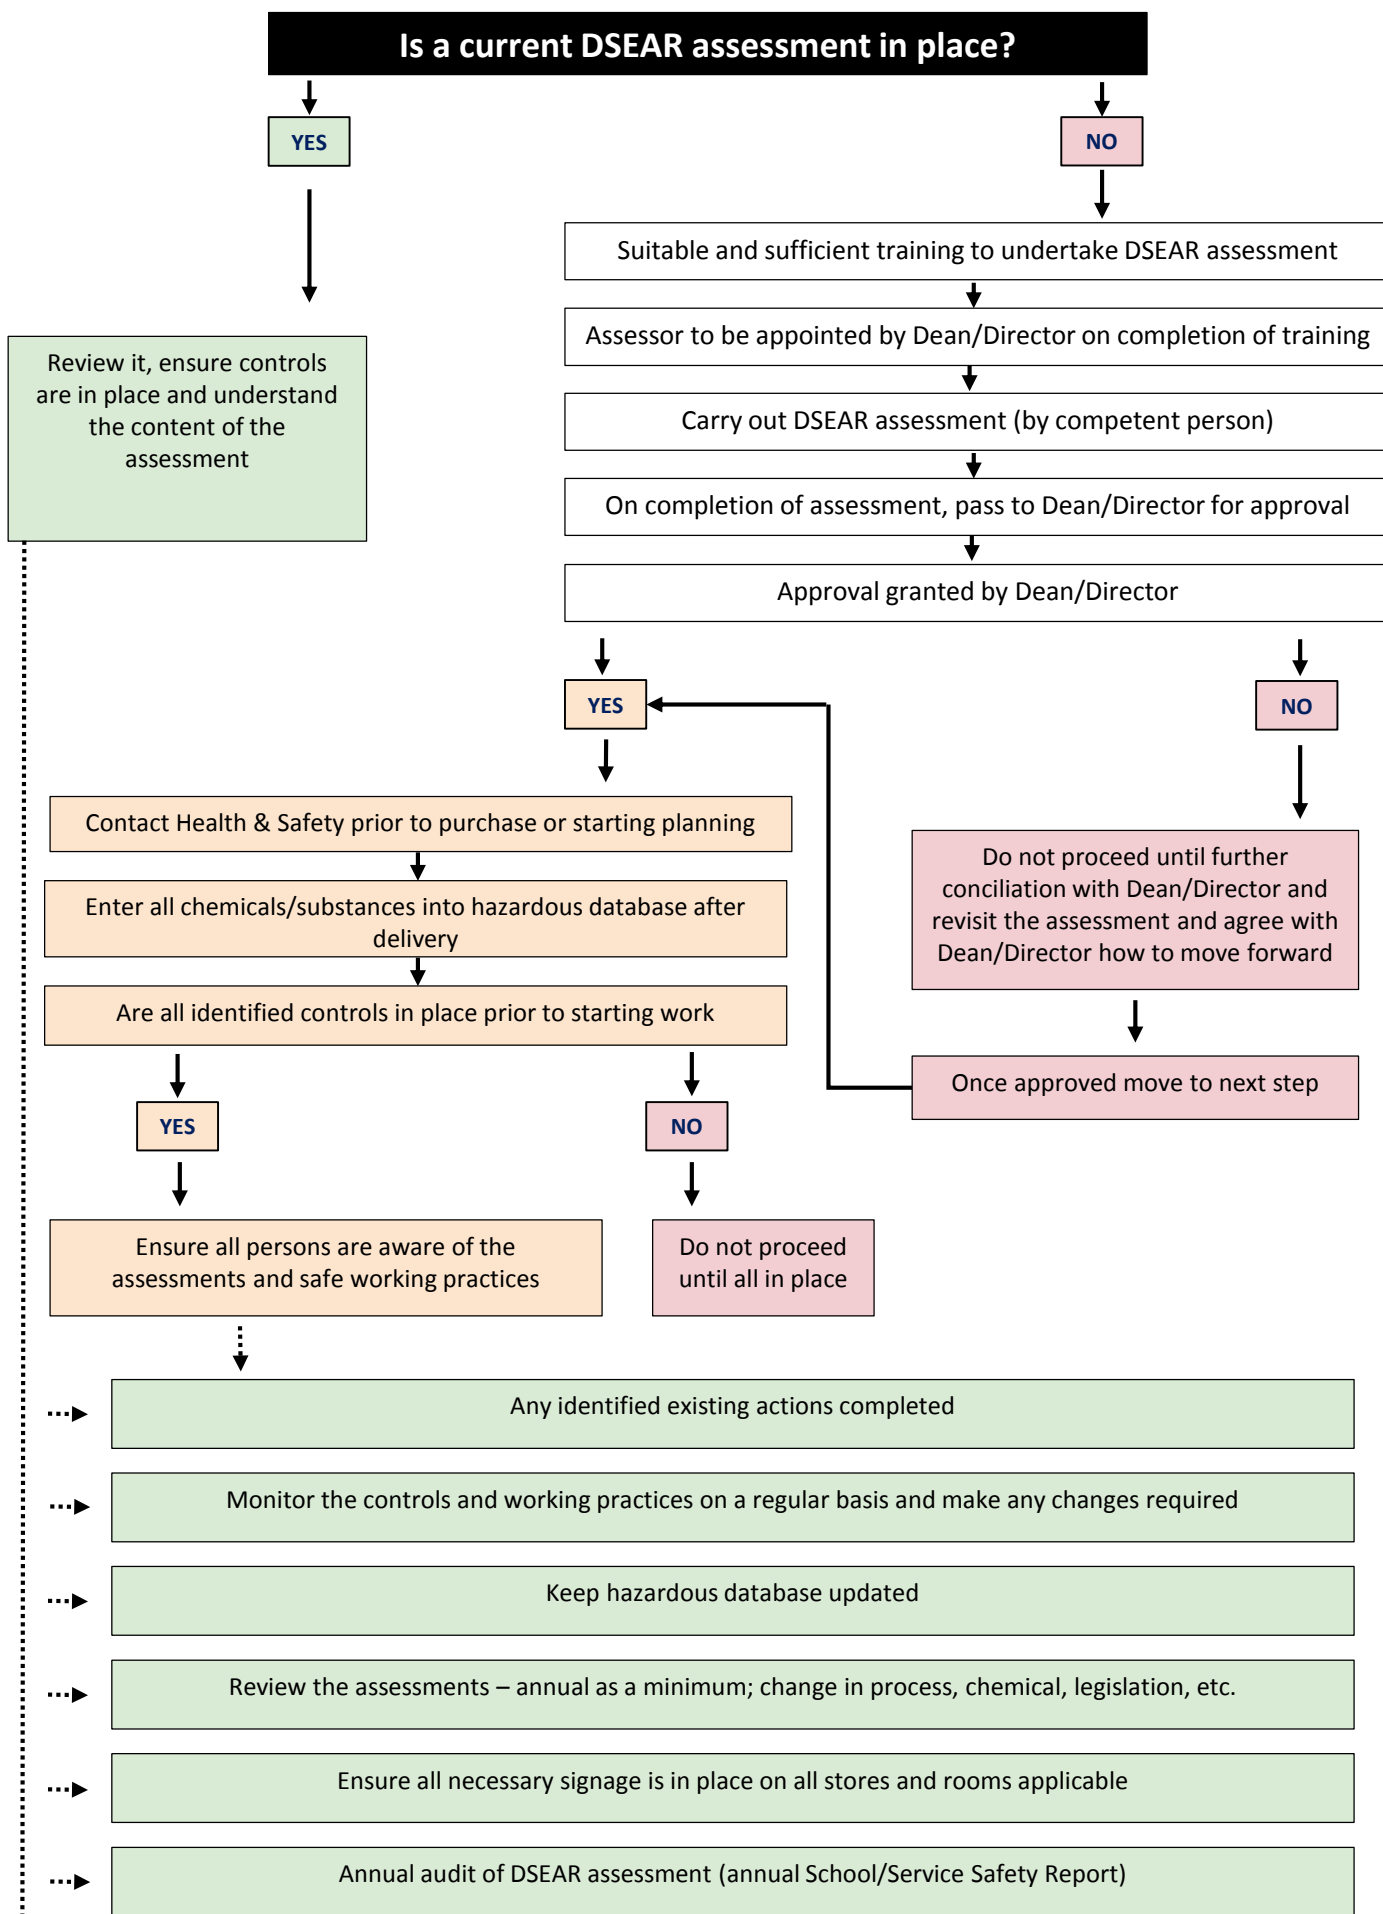 Is a current DSEAR assessment in place?
YES
NO
Suitable and sufficient training to undertake DSEAR assessment
Assessor to be appointed by Dean/Director on completion of training
Review it, ensure controls
are in place and understand
the content of the
assessment
Carry out DSEAR assessment (by competent person)
On completion of assessment, pass to Dean/Director for approval
Approval granted by Dean/Director
YES
NO
Contact Health & Safety prior to purchase or starting planning
Enter all chemicals/substances into hazardous database after
delivery
Are all identified controls in place prior to starting work
Do not proceed until further
conciliation with Dean/Director and
revisit the assessment and agree with
Dean/Director how to move forward
Once approved move to next step
YES
NO
Ensure all persons are aware of the
assessments and safe working practices
Do not proceed
until all in place
Any identified existing actions completed
Monitor the controls and working practices on a regular basis and make any changes required
Keep hazardous database updated
Review the assessments – annual as a minimum; change in process, chemical, legislation, etc.
Ensure all necessary signage is in place on all stores and rooms applicable
Annual audit of DSEAR assessment (annual School/Service Safety Report)